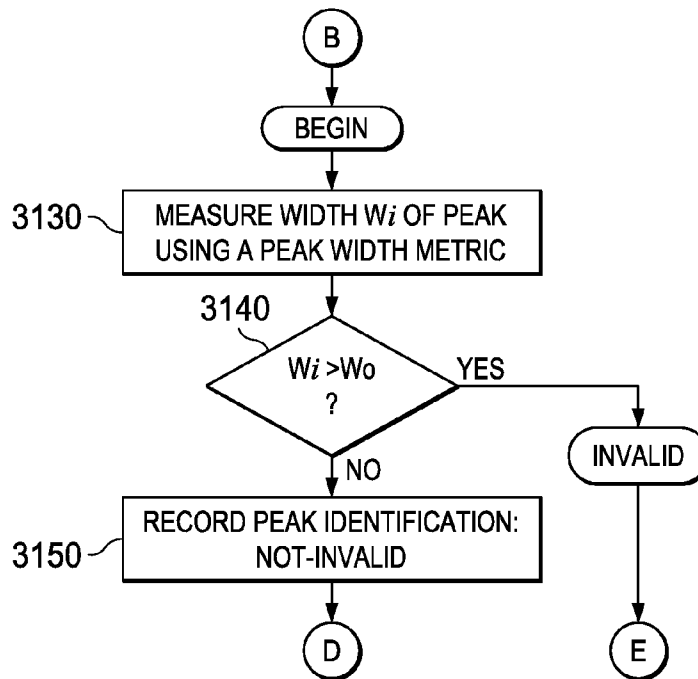 B
BEGIN
3130
MEASURE WIDTH Wi OF PEAK
USING A PEAK WIDTH METRIC
3140
Wi >Wo
?
YES
INVALID
NO
3150
RECORD PEAK IDENTIFICATION:
NOT-INVALID
D
E